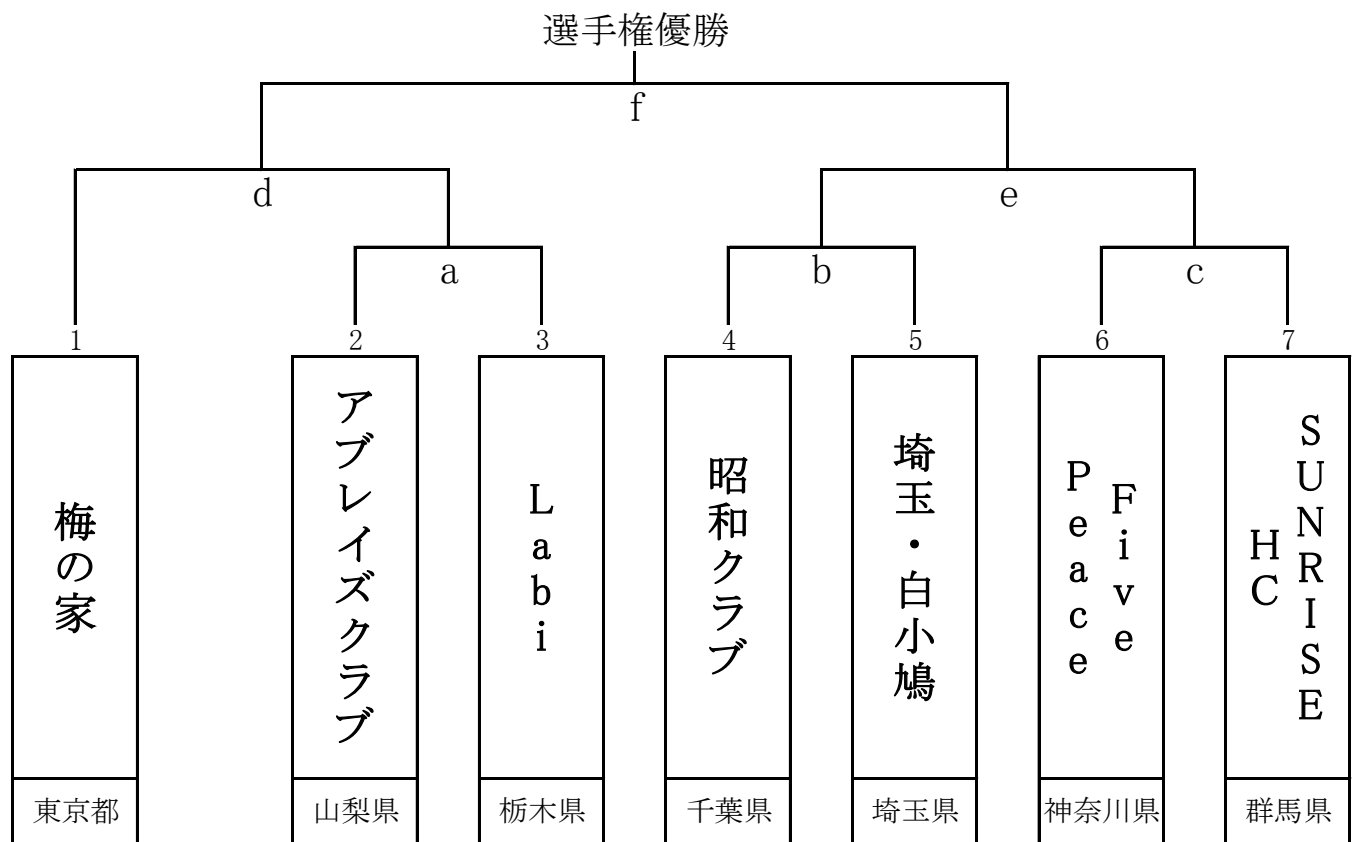 選手権優勝
f
d
e
a
b
c
1
2
3
4
5
6
7
梅の家
アブレイズクラブ
Labi
昭和クラブ
埼玉・白小鳩
Five
Peace
SUNRISE
HC
東京都
山梨県
栃木県
千葉県
埼玉県
神奈川県
群馬県